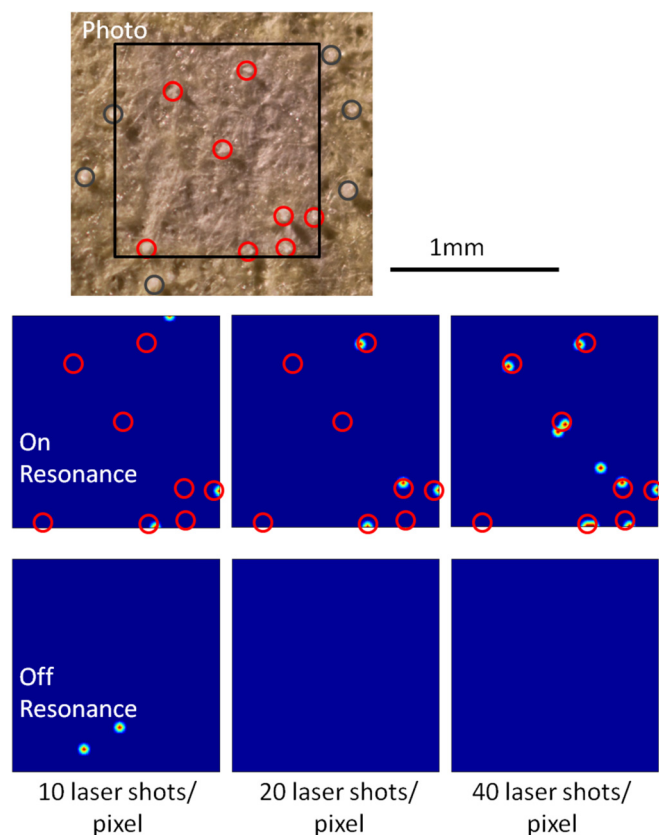 Photo
1mm
On
Resonance
Off
Resonance
10 laser shots/
pixel
20 laser shots/
pixel
40 laser shots/
pixel